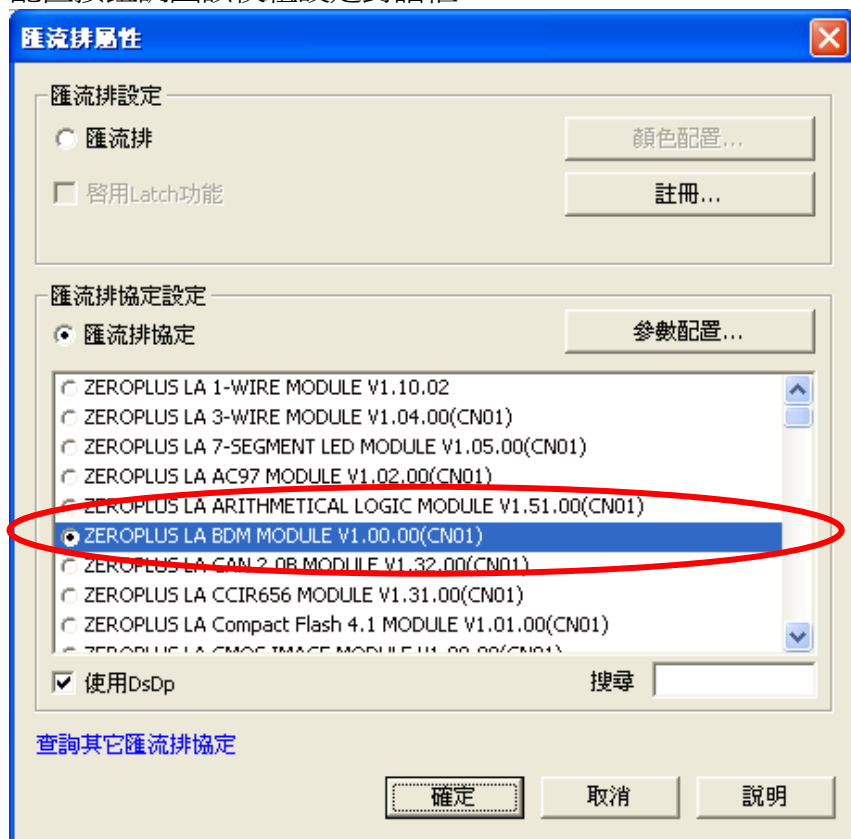 匯流排屬性
匯流排設定
匯流排
顏色配置...
啓用Latch功能
註冊...
匯流排協定設定
匯流排協定
參數配置...
ZEROPLUS LA 1-WIRE MODULE V1.10.02
ZEROPLUS LA 3-WIRE MODULE V1.04.00(CN01)
ZEROPLUS LA 7-SEGMENT LED MODULE V1.05.00(CN01)
ZEROPLUS LA AC97 MODULE V1.02.00(CN01)
ZEROPLUS LA ARITHMETICAL LOGIC MODULE V1.51.00(CN01)
ZEROPLUS LA BDM MODULE V1.00.00(CN01)
ZEROPLUS LA CAN 2.0B MODULE V1.32.00(CN01)
ZEROPLUS LA CCIR656 MODULE V1.31.00(CN01)
ZEROPLUS LA Compact Flash 4.1 MODULE V1.01.00(CN01)
ZEROPLUS LA CMOS IMAGE MODULE
使用DsDp
搜尋
查詢其它匯流排協定
確定
取消
說明